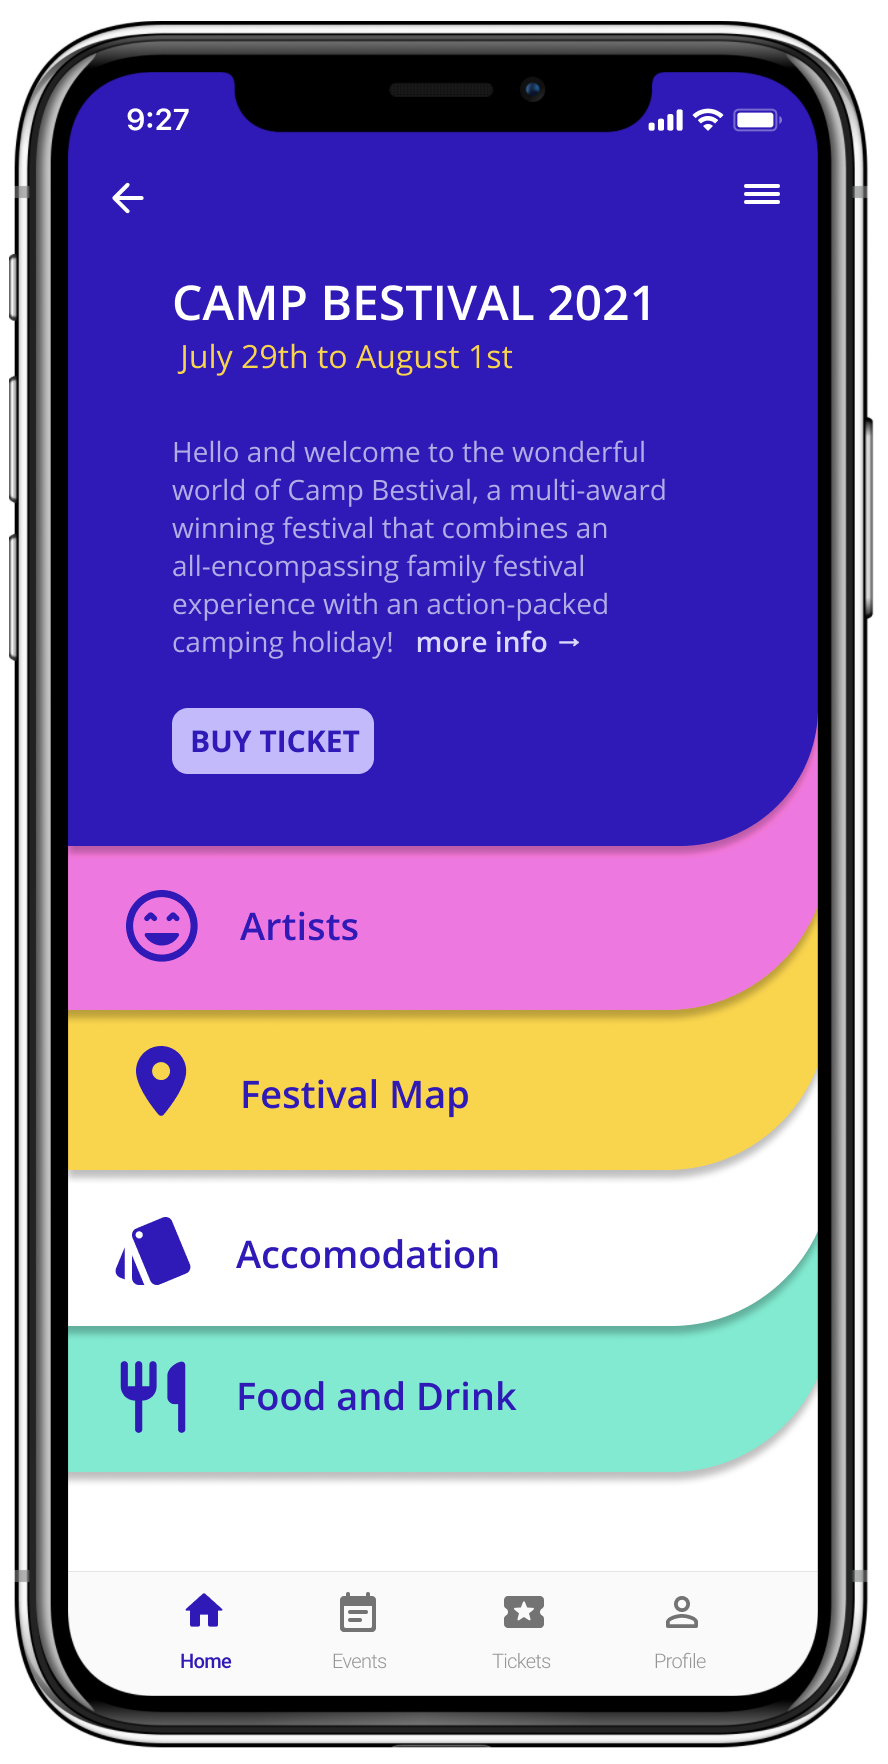 9:27
CAMP BESTIVAL 2021
July 29th to August 1st
Hello and welcome to the wonderful
world of Camp Bestival, a multi-award
winning festival that combines an
all-encompassing family festival
experience with an action-packed
camping holiday! more info →
BUY TICKET
Artists
Festival Map
Accomodation
Food and Drink
Home Events Tickets Profile